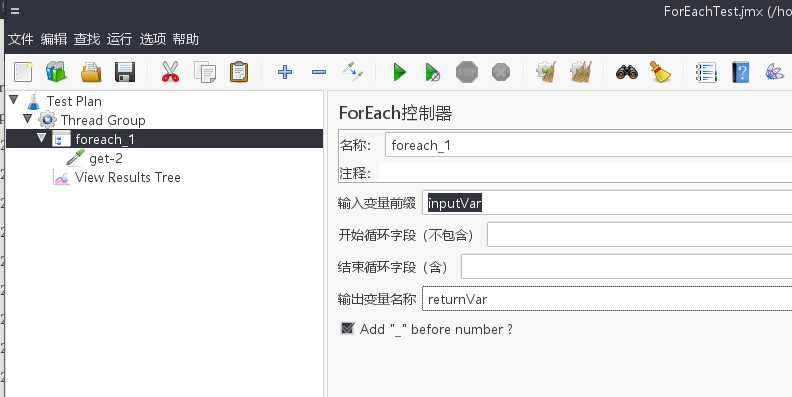 ForEachTest.jmx (/ho
文件 编辑 查找 运行 选项 帮助
STOP
Test Plan
Thread Group
foreach_1
get-2
View Results Tree
ForEach控制器
名称: foreach_1
注释:
输入变量前缀 inputVar
开始循环字段（不包含）
结束循环字段（含）
输出变量名称 returnVar
Add "_" before number ?